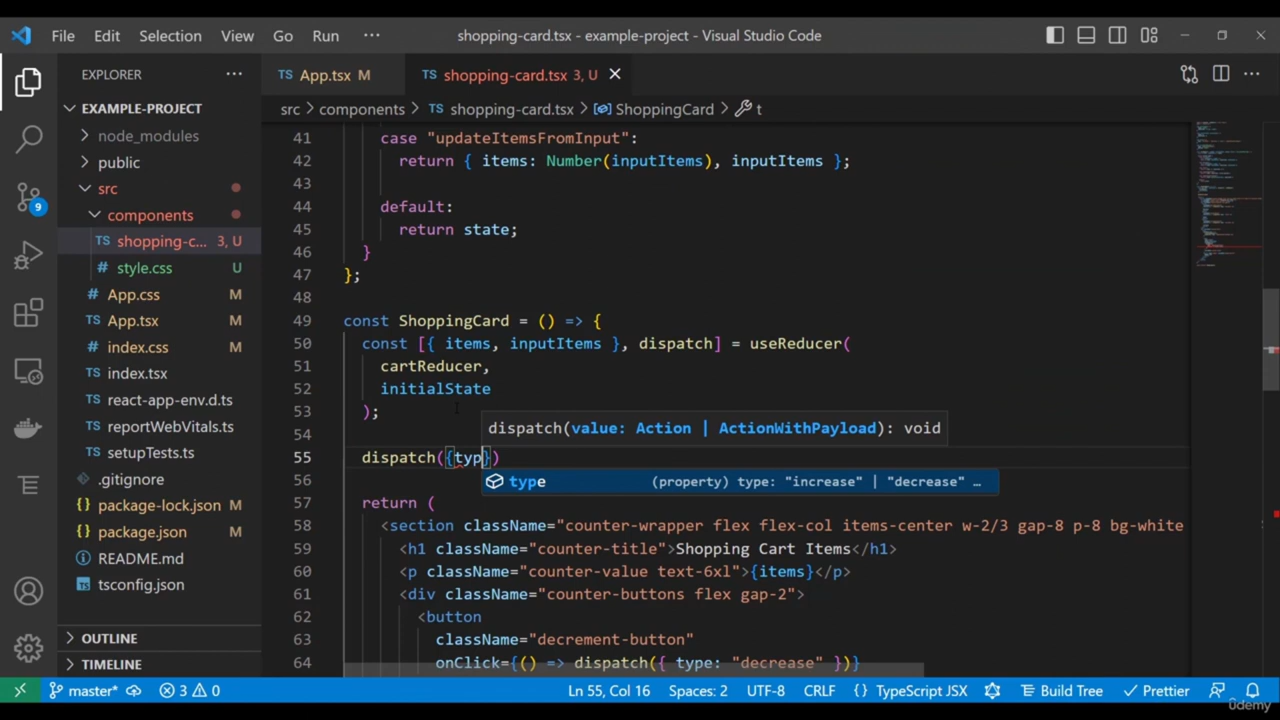 File Edit Selection View Go Run ··· shopping-card.tsx - example-project - Visual Studio Code
EXPLORER ···
TS App.tsx M TS shopping-card.tsx 3, U
EXAMPLE-PROJECT
src > components > TS shopping-card.tsx > ShoppingCard > t
node_modules
public
src
components
TS shopping-c... 3, U
# style.css U
# App.css M
TS App.tsx M
# index.css M
TS index.tsx
TS react-app-env.d.ts
TS reportWebVitals.ts
TS setupTests.ts
.gitignore
{} package-lock.json M
{} package.json M
README.md
tsconfig.json
OUTLINE
TIMELINE
9
41 case "updateItemsFromInput":
42 return { items: Number(inputItems), inputItems };
43
44 default:
45 return state;
46 }
47 };
48
49 const ShoppingCard = () => {
50 const [{ items, inputItems }, dispatch] = useReducer(
51 cartReducer,
52 initialState
53 );
54
dispatch(value: Action | ActionWithPayload): void
55 dispatch({typ})
56
type (property) type: "increase" | "decrease" …
57 return (
58 <section className="counter-wrapper flex flex-col items-center w-2/3 gap-8 p-8 bg-white
59 <h1 className="counter-title">Shopping Cart Items</h1>
60 <p className="counter-value text-6xl">{items}</p>
61 <div className="counter-buttons flex gap-2">
62 <button
63 className="decrement-button"
64 onClick={() => dispatch({ type: "decrease" })}
master* 3 0 Ln 55, Col 16 Spaces: 2 UTF-8 CRLF {} TypeScript JSX Build Tree Prettier
ûdemy